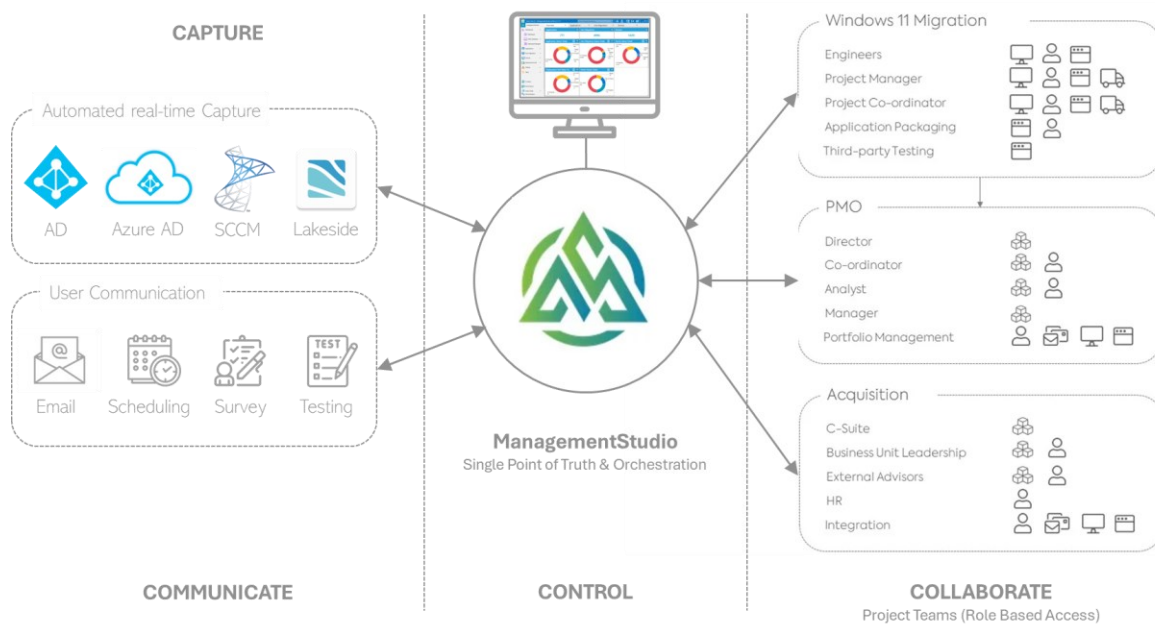 CAPTURE
Automated real-time Capture
AD
Azure AD
SCCM
Lakeside
User Communication
@
TEST
Email
Scheduling
Survey
Testing
COMMUNICATE
ManagementStudio
Single Point of Truth & Orchestration
CONTROL
Windows 11 Migration
Engineers
Project Manager
Project Co-ordinator
Application Packaging
Third-party Testing
PMO
Director
Co-ordinator
Analyst
Manager
Portfolio Management
Acquisition
C-Suite
Business Unit Leadership
External Advisors
HR
Integration
COLLABORATE
Project Teams (Role Based Access)